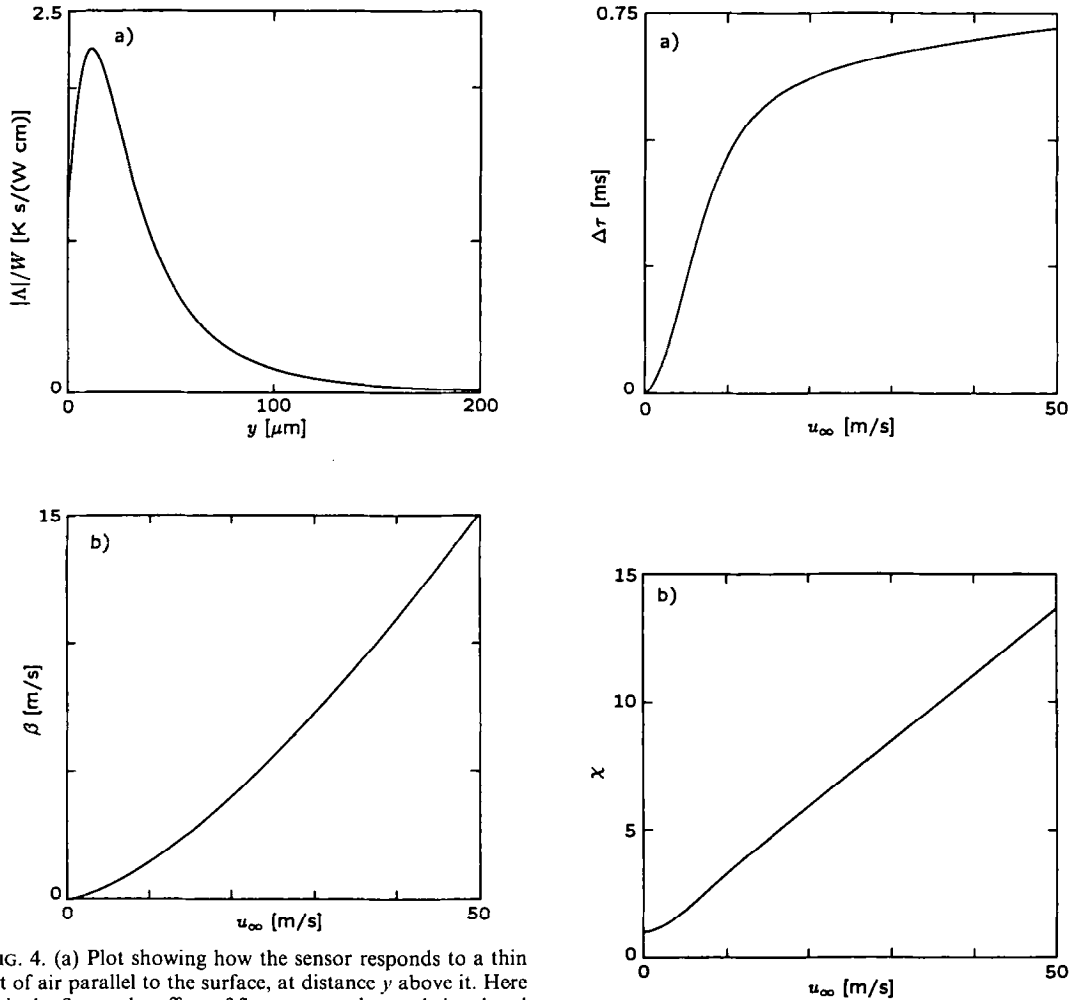 2.5
a)
|Λ|/W [K s/(W cm)]
0
0
100
200
y [μm]
15
b)
β [m/s]
0
0
50
u∞ [m/s]
IG. 4. (a) Plot showing how the sensor responds to a thin
t of air parallel to the surface, at distance y above it. Here
0.75
a)
Δτ [ms]
0
0
50
u∞ [m/s]
15
b)
10
χ
5
0
0
50
u∞ [m/s]